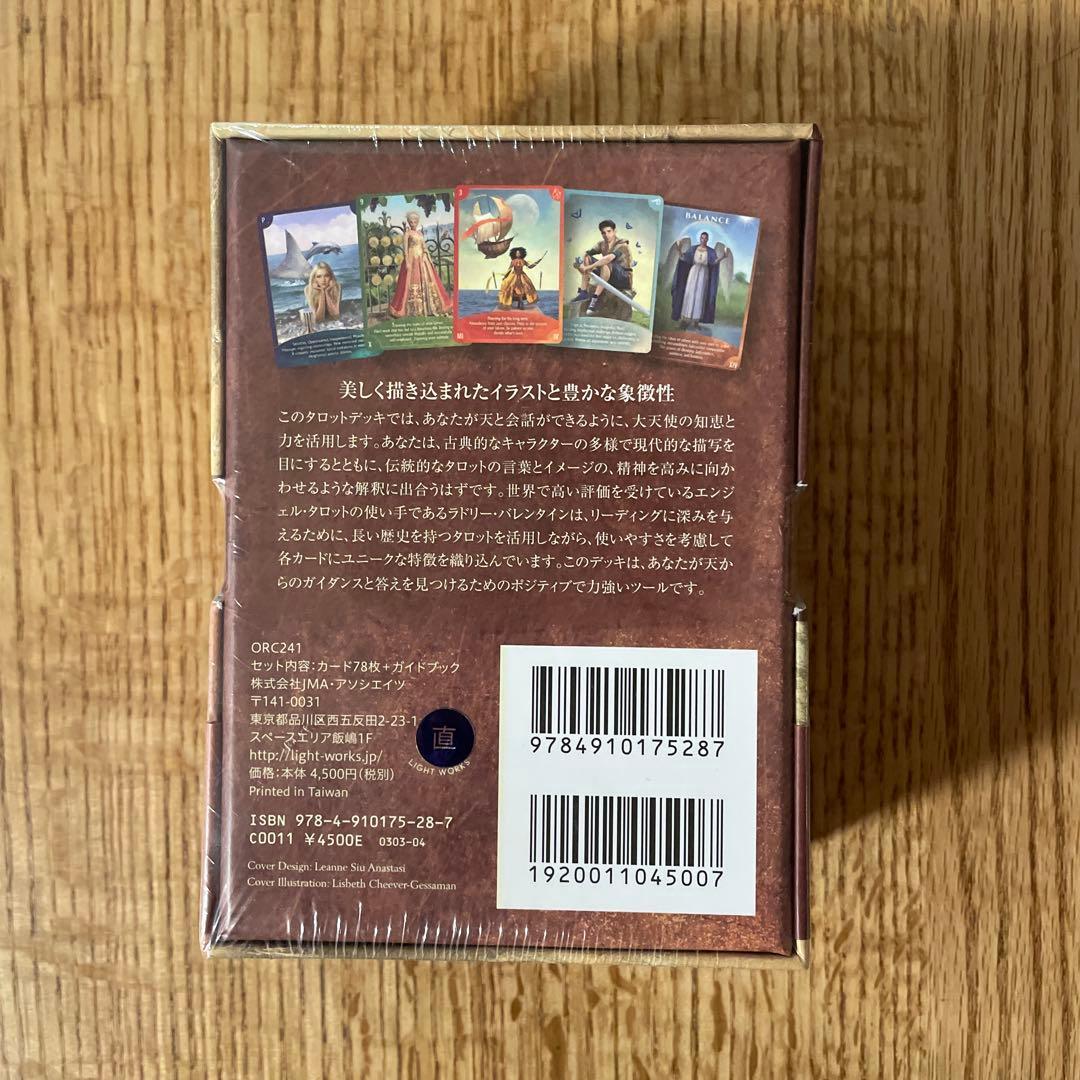 BALANCE
美しく描き込まれたイラストと豊かな象徴性
このタロットデッキでは、あなたが天と会話ができるように、大天使の知恵と
力を活用します。あなたは、古典的なキャラクターの多様で現代的な描写を
目にするとともに、伝統的なタロットの言葉とイメージの、精神を高みに向か
わせるような解釈に出合うはずです。世界で高い評価を受けているエンジ
ェル・タロットの使い手であるラドリー・バレンタインは、リーディングに深みを与
えるために、長い歴史を持つタロットを活用しながら、使いやすさを考慮して
各カードにユニークな特徴を織り込んでいます。このデッキは、あなたが天か
らのガイダンスと答えを見つけるためのポジティブで力強いツールです。
ORC241
セット内容：カード78枚＋ガイドブック
株式会社JMA・アソシエイツ
〒141-0031
東京都品川区西五反田2-23-1
スペースエリア飯嶋1F
http://light-works.jp/
価格：本体 4,500円（税別）
Printed in Taiwan
直
LIGHT WORKS
ISBN 978-4-910175-28-7
C0011 ¥4500E 0303-04
Cover Design: Leanne Siu Anastasi
Cover Illustration: Lisbeth Cheever-Gessaman
9784910175287
1920011045007